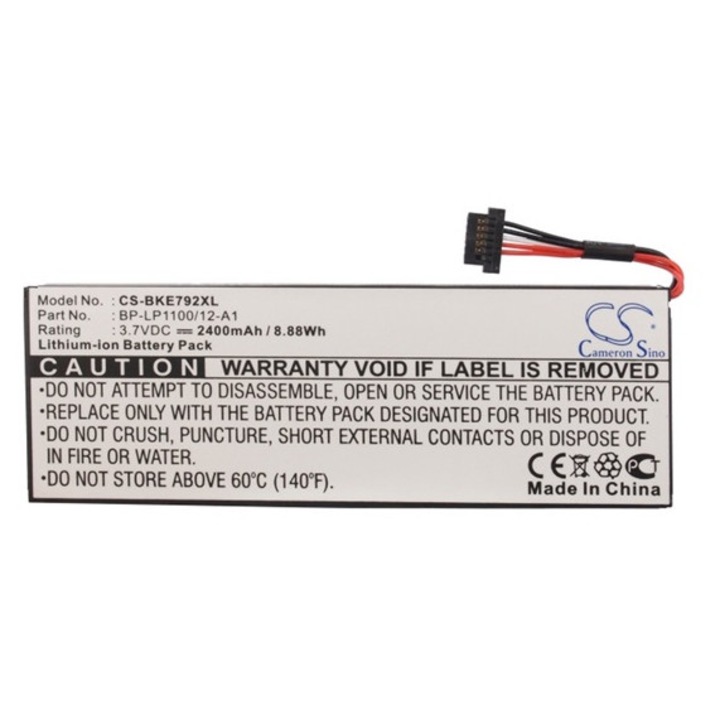 Model No. : CS-BKE792XL
Part No. : BP-LP1100/12-A1
Rating : 3.7VDC ⎓ 2400mAh / 8.88Wh
Lithium-ion Battery Pack
CS
Cameron Sino
CAUTION WARRANTY VOID IF LABEL IS REMOVED
•DO NOT ATTEMPT TO DISASSEMBLE, OPEN OR SERVICE THE BATTERY PACK.
•REPLACE ONLY WITH THE BATTERY PACK DESIGNATED FOR THIS PRODUCT.
•DO NOT CRUSH, PUNCTURE, SHORT EXTERNAL CONTACTS OR DISPOSE
IN FIRE OR WATER.
•DO NOT STORE ABOVE 60°C (140°F).
CE
Made In China